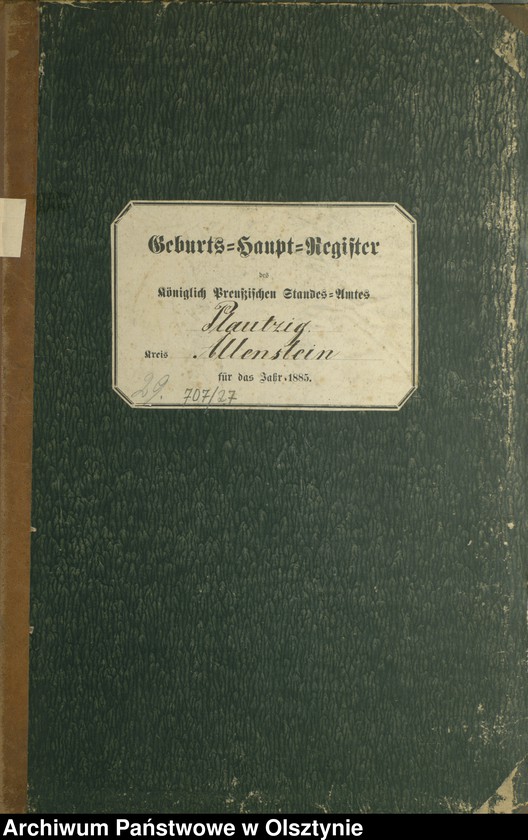 Geburts=Haupt=Register
des
Königlich Preußischen Standes=Amtes
Plautzig.
Kreis Allenstein
für das Jahr 1885.
29. 707/27
Archiwum Państwowe w Olsztynie